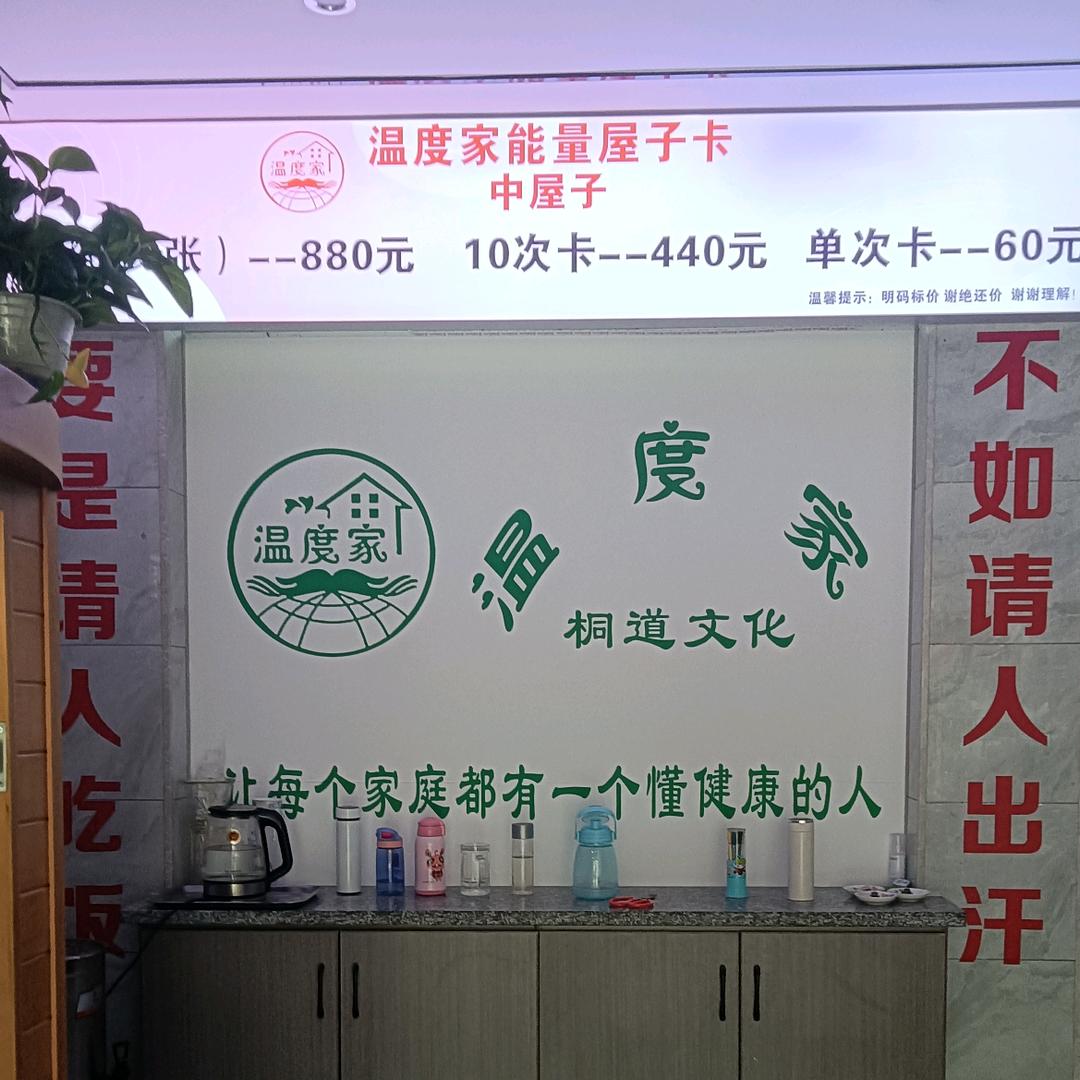 温度家
温度家能量屋子卡
中屋子
张）--880元 10次卡--440元 单次卡--60元
温馨提示：明码标价 谢绝还价 谢谢理解！
要是请人吃饭
不如请人出汗
温度家
温度家
桐道文化
让每个家庭都有一个懂健康的人